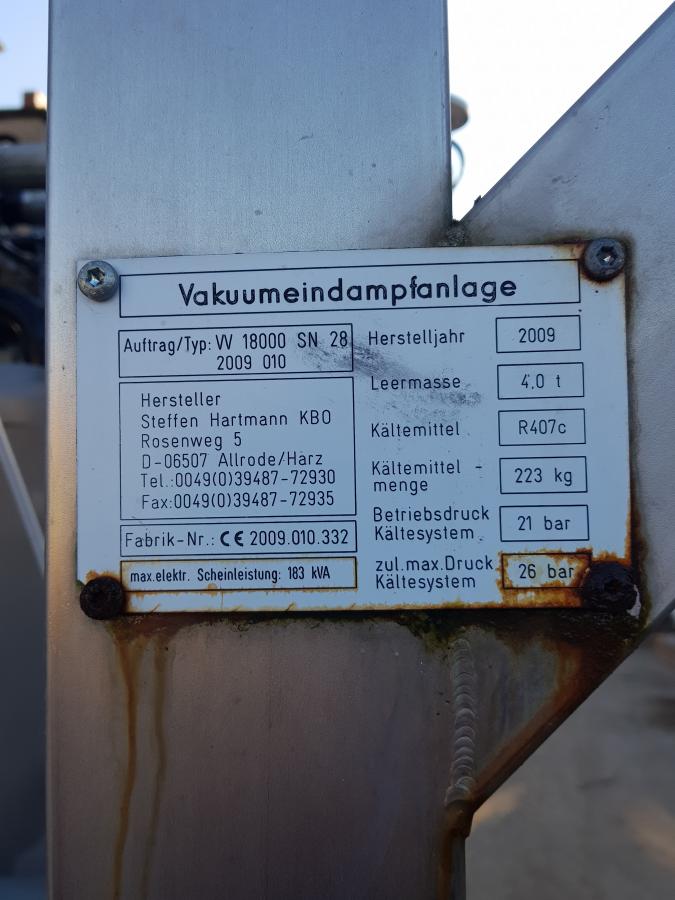 Vakuumeindampfanlage
Auftrag/Typ: VV 18000 SN 28
2009 010
Hersteller
Steffen Hartmann KBO
Rosenweg 5
D-06507 Allrode/Harz
Tel.:0049(0)39487-72930
Fax:0049(0)39487-72935
Fabrik-Nr.: CE 2009.010.332
max.elektr. Scheinleistung: 183 kVA
Herstelljahr 2009
Leermasse 4,0 t
Kältemittel R407c
Kältemittel-
menge 223 kg
Betriebsdruck
Kältesystem 21 bar
zul.max.Druck
Kältesystem 26 bar